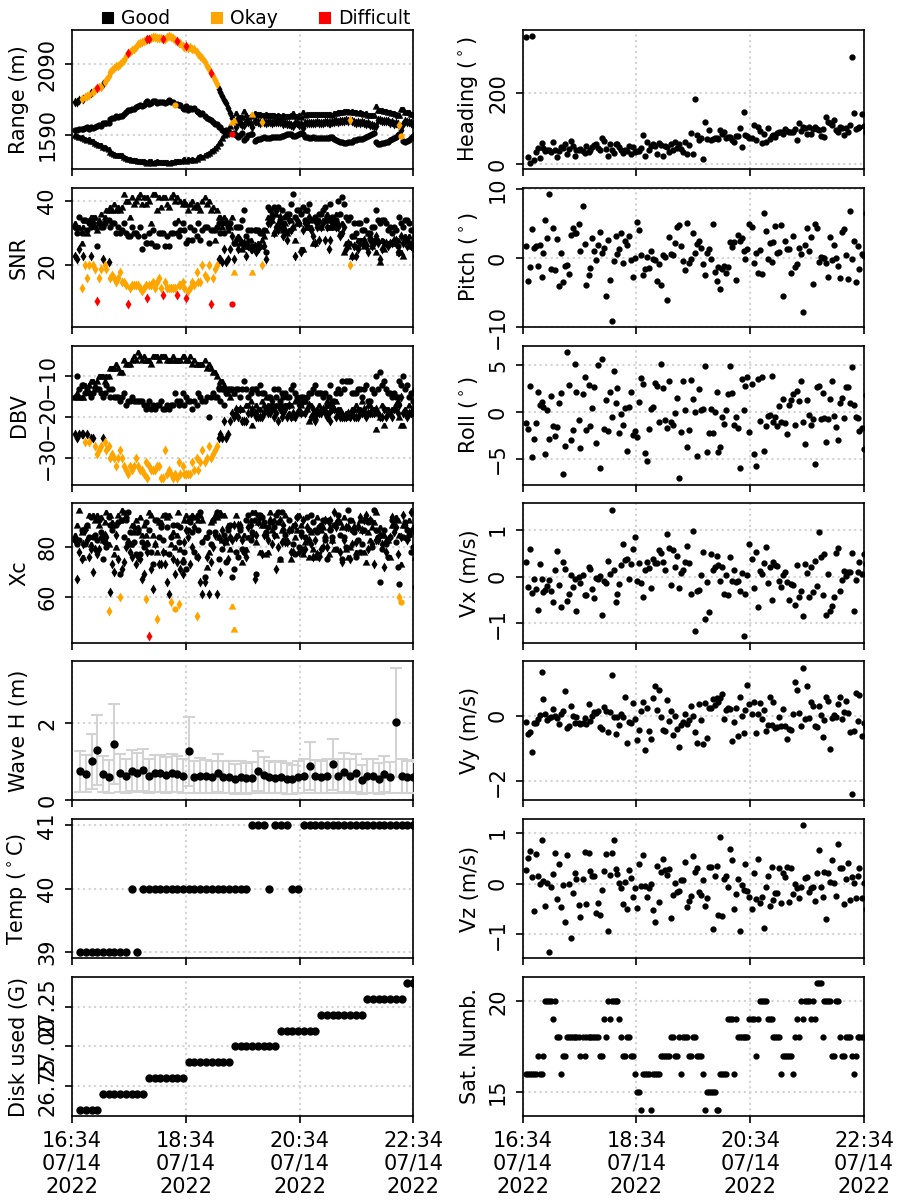 Good Okay Difficult
Range (m)
2090
1590
Heading (°)
200
0
SNR
40
20
Pitch (°)
10
0
−10
DBV
−10
−20
−30
Roll (°)
5
0
−5
Xc
80
60
Vx (m/s)
1
0
−1
Wave H (m)
2
0
Vy (m/s)
0
−2
Temp (°C)
41
40
39
Vz (m/s)
1
0
−1
Disk used (G)
27.25
27.00
26.75
Sat. Numb.
20
15
16:34 18:34 20:34 22:34 16:34 18:34 20:34 22:34
07/14 07/14 07/14 07/14 07/14 07/14 07/14 07/14
2022 2022 2022 2022 2022 2022 2022 2022